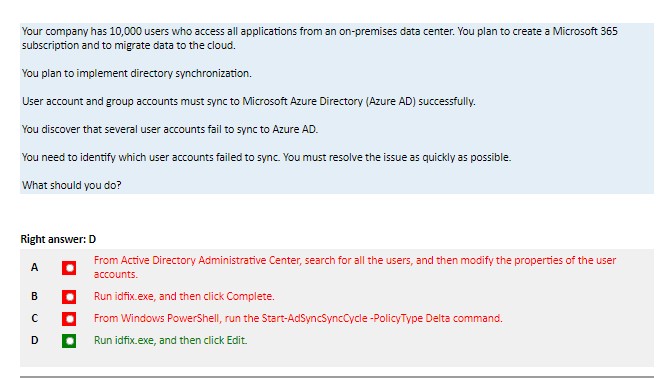 Your company has 10,000 users who access all applications from an on-premises data center. You plan to create a Microsoft 365
subscription and to migrate data to the cloud.
You plan to implement directory synchronization.
User account and group accounts must sync to Microsoft Azure Directory (Azure AD) successfully.
You discover that several user accounts fail to sync to Azure AD.
You need to identify which user accounts failed to sync. You must resolve the issue as quickly as possible.
What should you do?
Right answer: D
A From Active Directory Administrative Center, search for all the users, and then modify the properties of the user
accounts.
B Run idfix.exe, and then click Complete.
C From Windows PowerShell, run the Start-AdSyncSyncCycle -PolicyType Delta command.
D Run idfix.exe, and then click Edit.